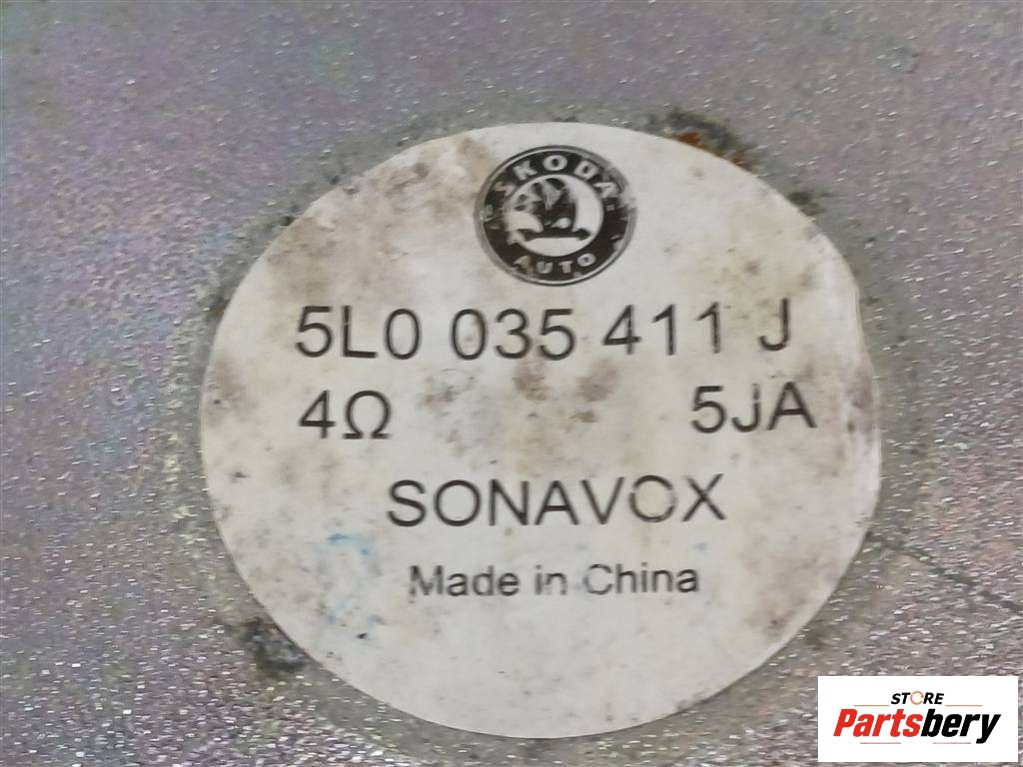 SKODA
AUTO
5L0 035 411 J
4Ω 5JA
SONAVOX
Made in China
STORE
Partsbery